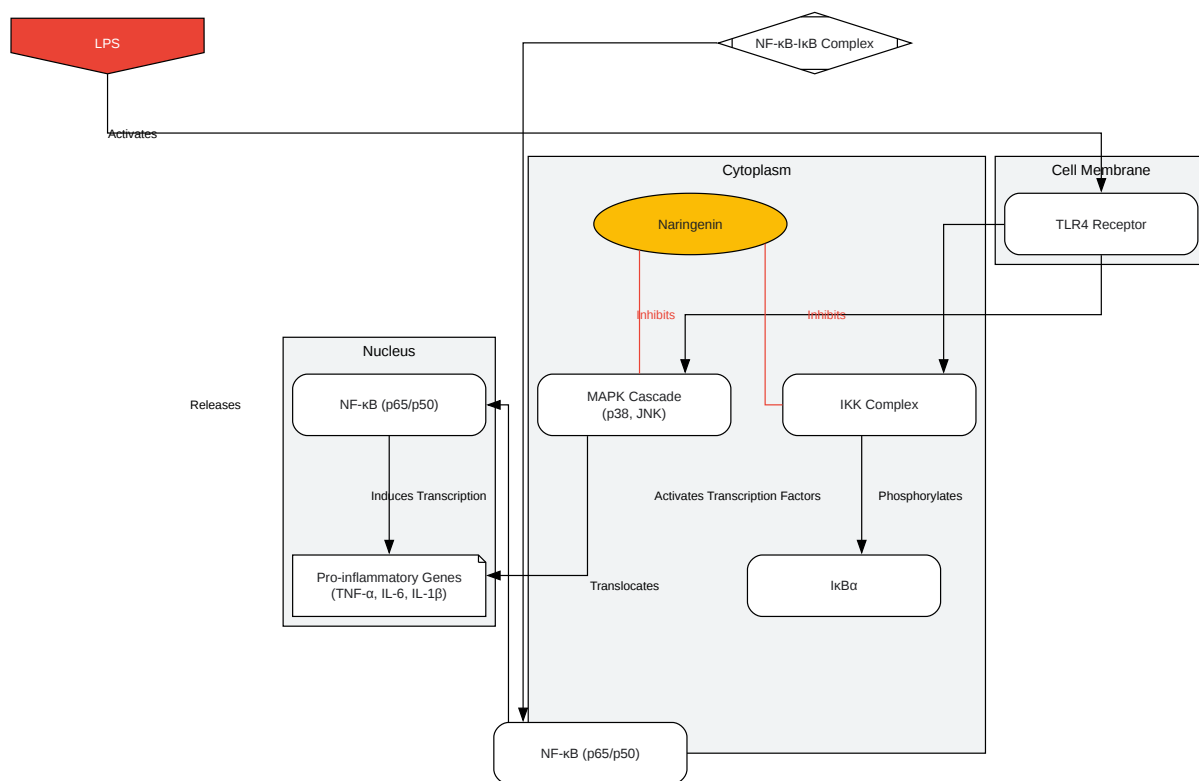 LPS
NF-κB-IκB Complex
Activates
Cytoplasm
Cell Membrane
Naringenin
TLR4 Receptor
Inhibits
Inhibits
Nucleus
Releases
NF-κB (p65/p50)
MAPK Cascade
(p38, JNK)
IKK Complex
Induces Transcription
Activates Transcription Factors
Phosphorylates
Pro-inflammatory Genes
(TNF-α, IL-6, IL-1β)
Translocates
IκBα
NF-κB (p65/p50)